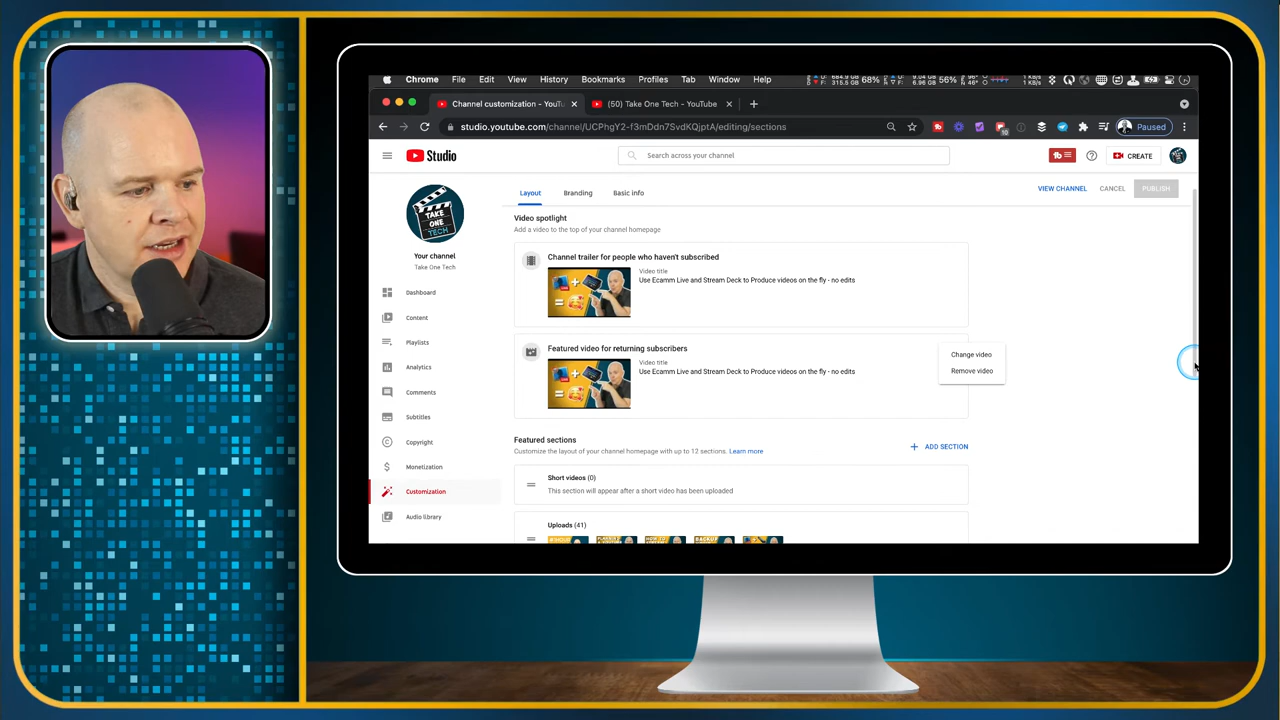 Chrome File Edit View History Bookmarks Profiles Tab Window Help
68% 56%
Channel customization - YouTu
(50) Take One Tech - YouTube
studio.youtube.com/channel/UCPhgY2-f3mDdn7SvdKQjptA/editing/sections
Paused
Studio
Search across your channel
CREATE
TAKE
ONE
TECH
Your channel
Take One Tech
Dashboard
Content
Playlists
Analytics
Comments
Subtitles
Copyright
Monetization
Customization
Audio library
Layout Branding Basic info
VIEW CHANNEL CANCEL PUBLISH
Video spotlight
Add a video to the top of your channel homepage
Channel trailer for people who haven't subscribed
Video title
Use Ecamm Live and Stream Deck to Produce videos on the fly - no edits
Featured video for returning subscribers
Video title
Use Ecamm Live and Stream Deck to Produce videos on the fly - no edits
Change video
Remove video
Featured sections
Customize the layout of your channel homepage with up to 12 sections. Learn more
ADD SECTION
Short videos (0)
This section will appear after a short video has been uploaded
Uploads (41)